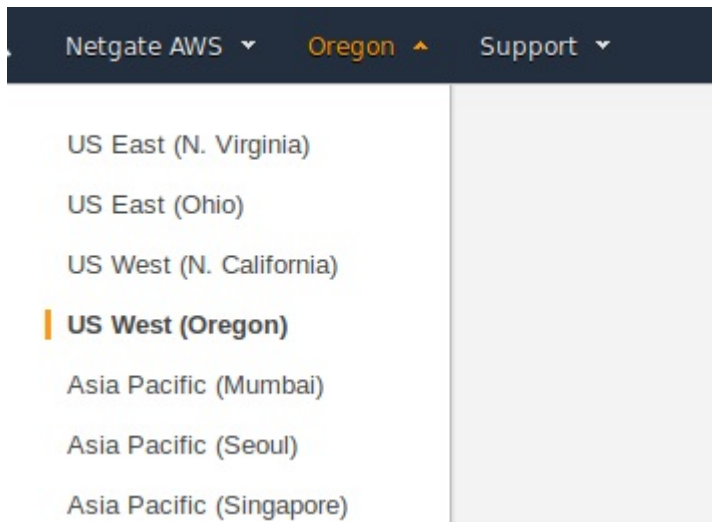 Netgate AWS Oregon Support
US East (N. Virginia)
US East (Ohio)
US West (N. California)
US West (Oregon)
Asia Pacific (Mumbai)
Asia Pacific (Seoul)
Asia Pacific (Singapore)